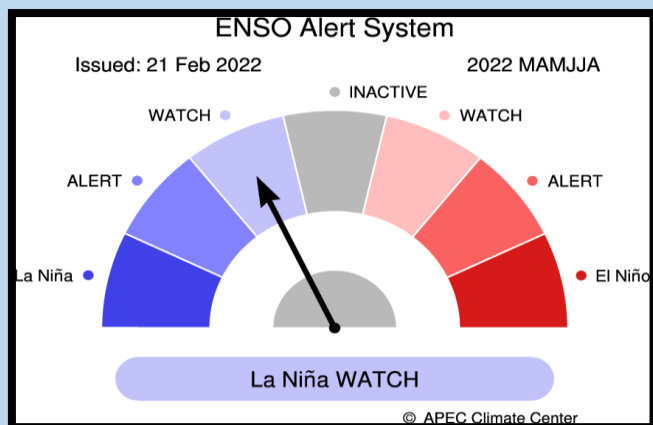 ENSO Alert System
Issued: 21 Feb 2022
2022 MAMJJA
INACTIVE
WATCH
WATCH
ALERT
ALERT
La Niña
El Niño
La Niña WATCH
© APEC Climate Center